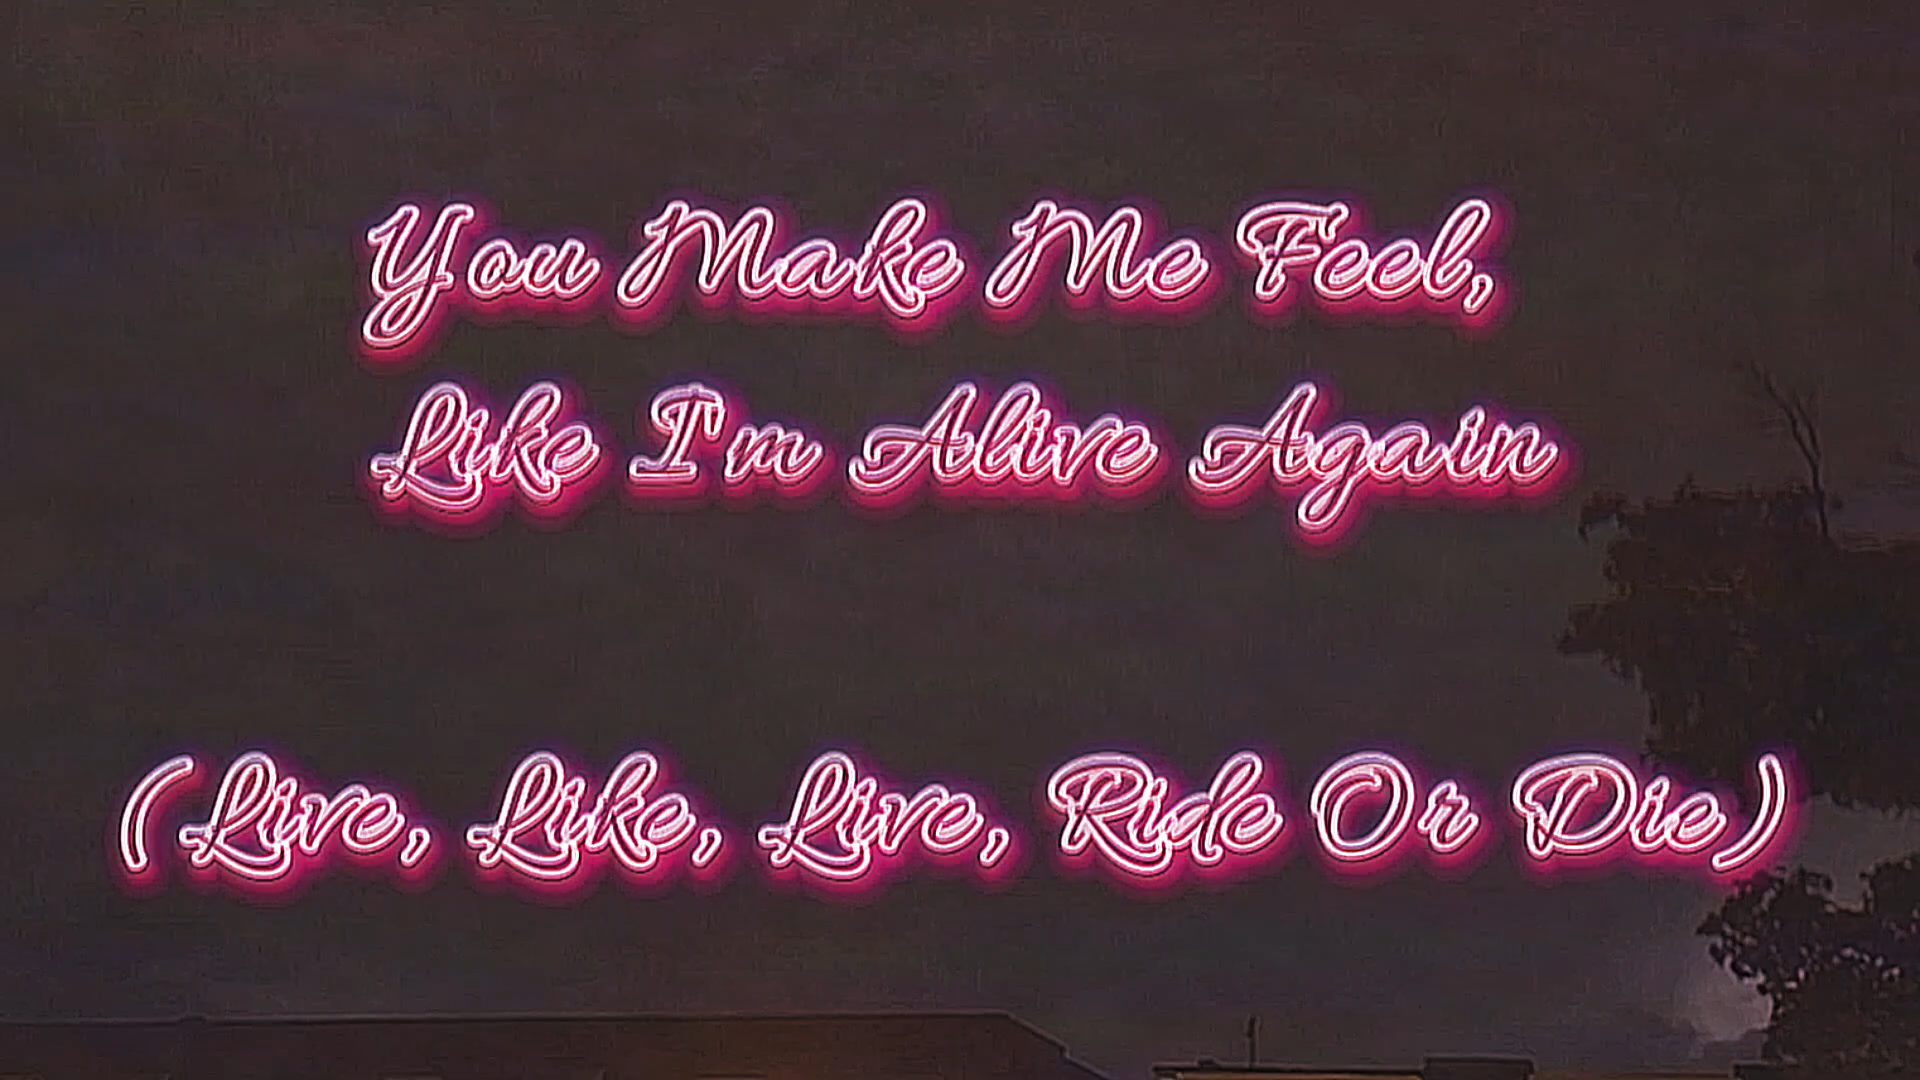 You Make Me Feel,
Like I'm Alive Again
(Live, Like, Live, Ride Or Die)